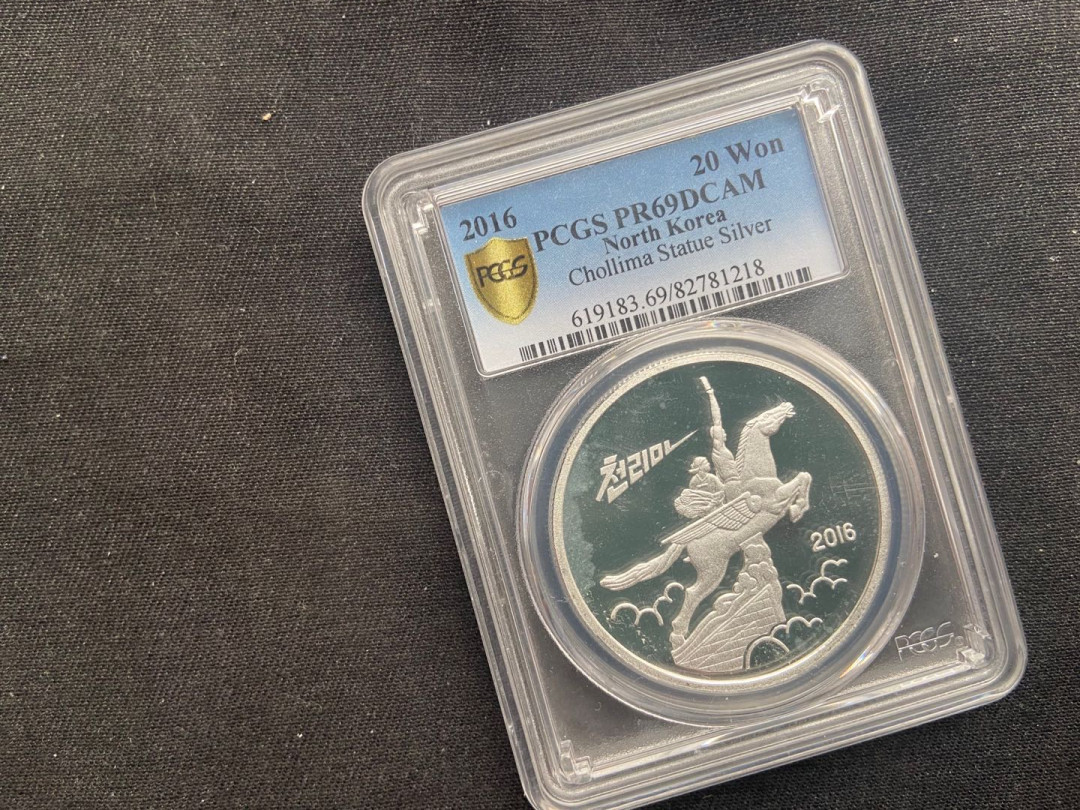 20 Won
2016
PCGS PR69DCAM
North Korea
Chollima Statue Silver
619183.69/82781218
PCGS
천리마
2016
PCGS